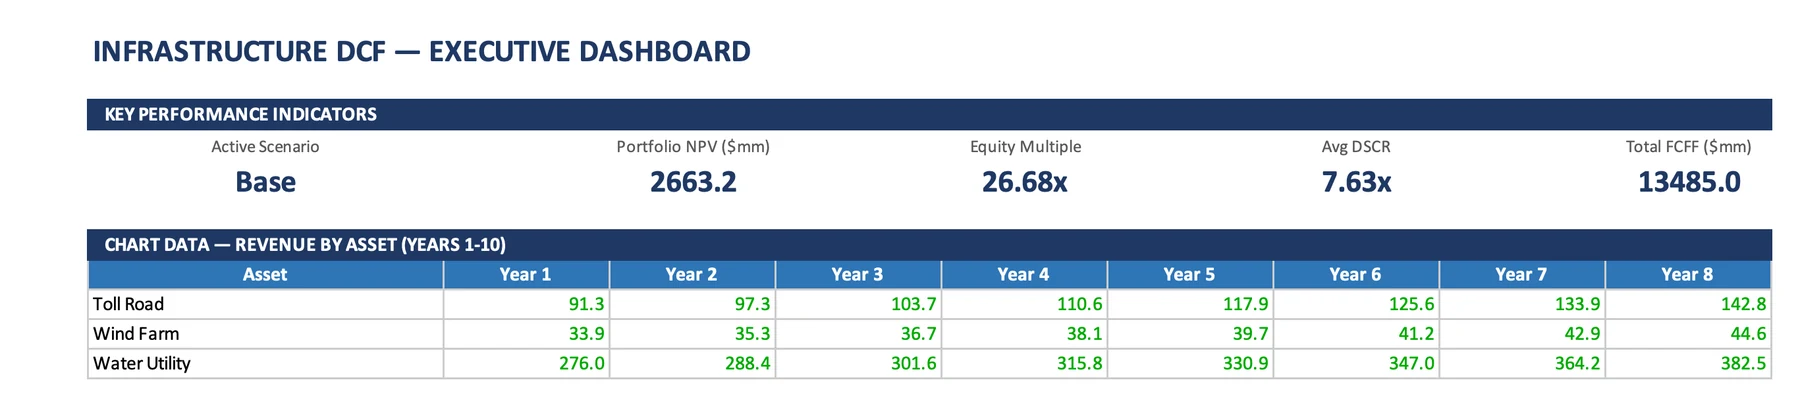 INFRASTRUCTURE DCF — EXECUTIVE DASHBOARD
KEY PERFORMANCE INDICATORS
Active Scenario Portfolio NPV ($mm) Equity Multiple Avg DSCR Total FCFF ($mm)
Base 2663.2 26.68x 7.63x 13485.0
CHART DATA — REVENUE BY ASSET (YEARS 1-10)
Asset Year 1 Year 2 Year 3 Year 4 Year 5 Year 6 Year 7 Year 8
Toll Road 91.3 97.3 103.7 110.6 117.9 125.6 133.9 142.8
Wind Farm 33.9 35.3 36.7 38.1 39.7 41.2 42.9 44.6
Water Utility 276.0 288.4 301.6 315.8 330.9 347.0 364.2 382.5